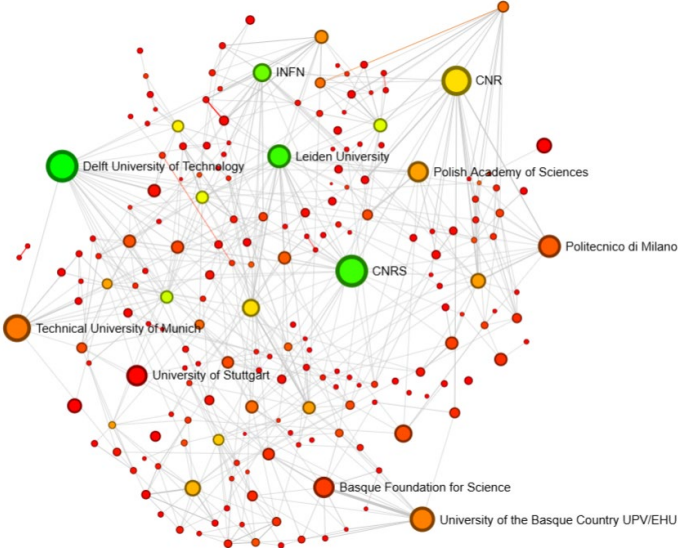 INFN
CNR
Leiden University
Delft University of Technology
Polish Academy of Sciences
Politecnico di Milano
CNRS
Technical University of Munich
University of Stuttgart
Basque Foundation for Science
University of the Basque Country UPV/EHU